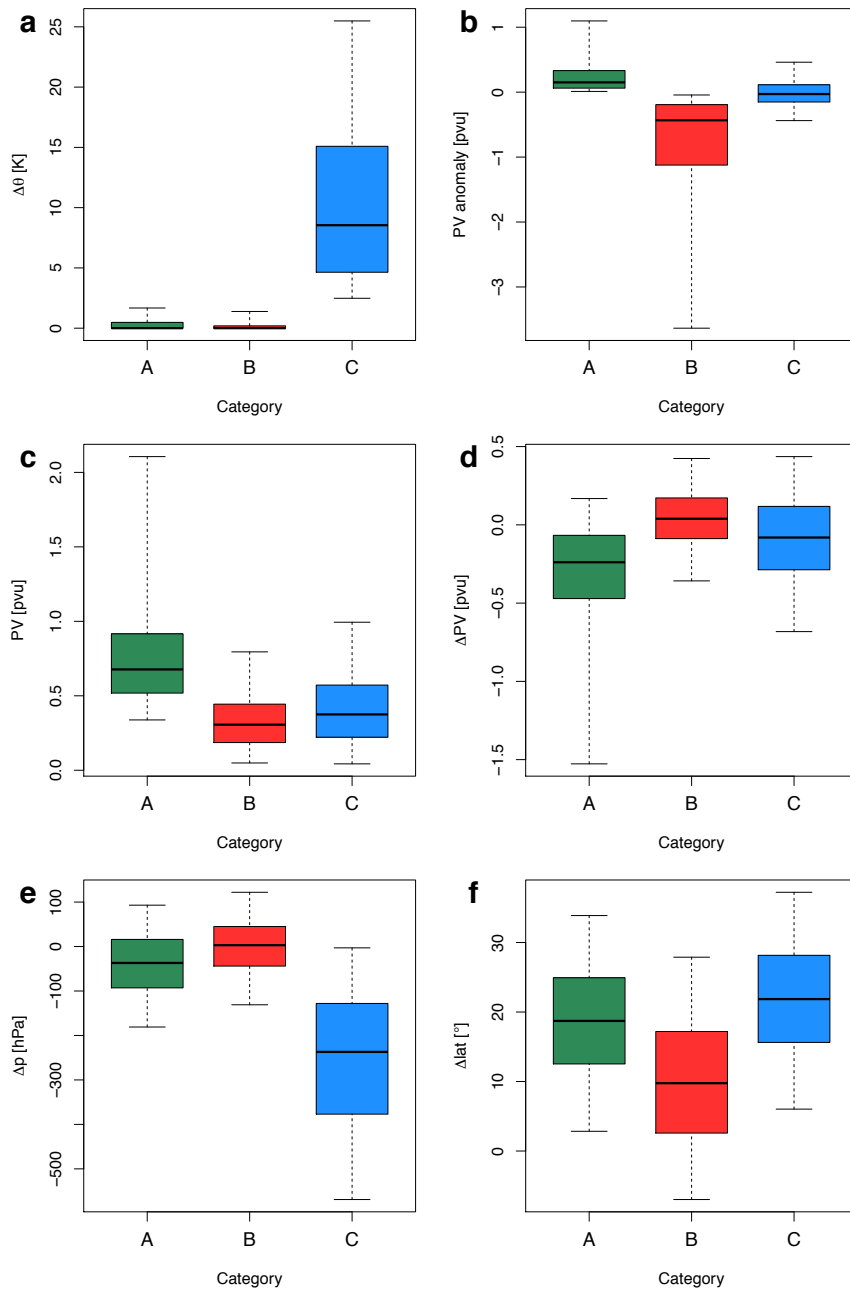 a
Δθ [K]
25
20
15
10
5
0
A B C
Category
b
PV anomaly [pvu]
1
0
−1
−2
−3
A B C
Category
c
PV [pvu]
2.0
1.5
1.0
0.5
0.0
A B C
Category
d
ΔPV [pvu]
0.5
0.0
−0.5
−1.0
−1.5
A B C
Category
e
Δp [hPa]
100
0
−100
−300
−500
A B C
Category
f
Δlat [°]
30
20
10
0
A B C
Category